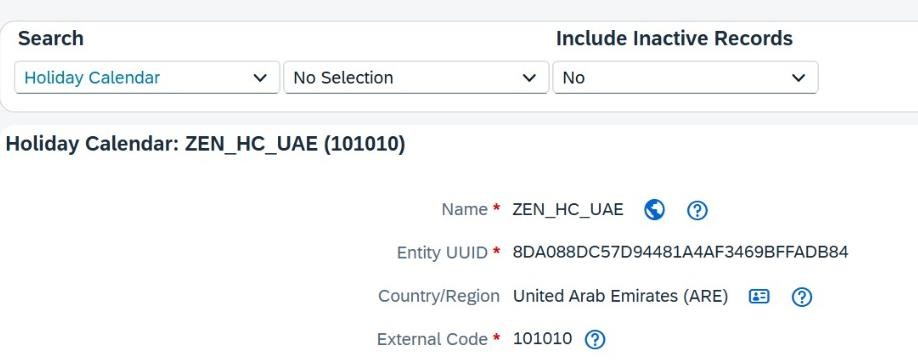 Search Include Inactive Records
Holiday Calendar No Selection No
Holiday Calendar: ZEN_HC_UAE (101010)
Name * ZEN_HC_UAE
Entity UUID * 8DA088DC57D94481A4AF3469BFFADB84
Country/Region United Arab Emirates (ARE)
External Code * 101010